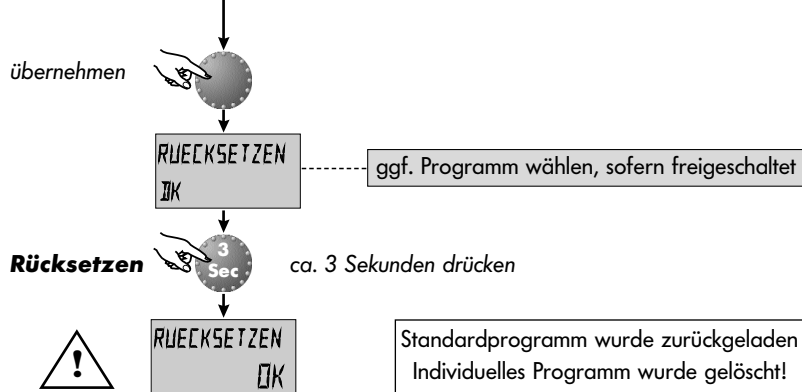 übernehmen
RUECKSETZEN
ggf. Programm wählen, sofern freigeschaltet
DK
Rücksetzen
3
Sec
ca. 3 Sekunden drücken
!
RUECKSETZEN
OK
Standardprogramm wurde zurückgeladen
Individuelles Programm wurde gelöscht!